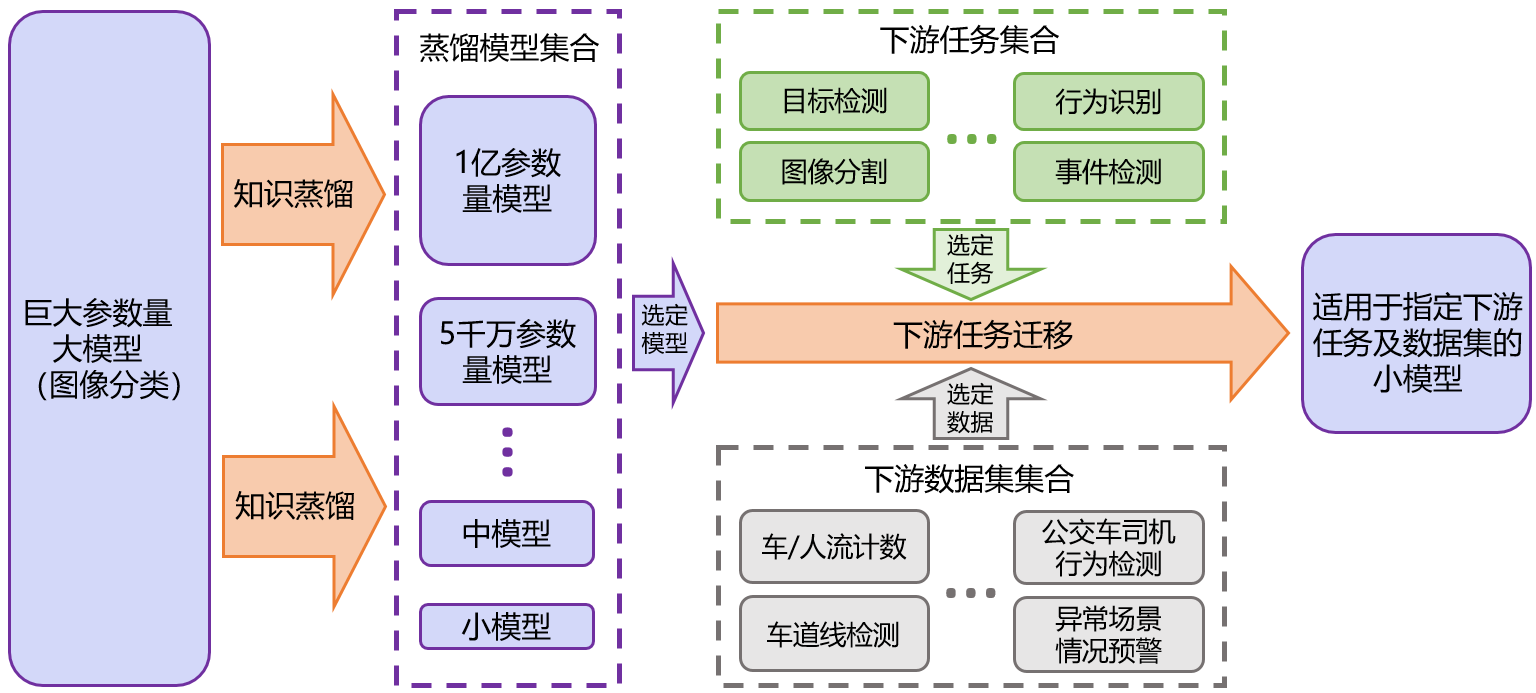 巨大参数量
大模型
（图像分类）
知识蒸馏
知识蒸馏
蒸馏模型集合
1亿参数
量模型
5千万参数
量模型
中模型
小模型
选定
模型
下游任务集合
目标检测
行为识别
图像分割
事件检测
选定
任务
下游任务迁移
选定
数据
下游数据集集合
车/人流计数
公交车司机
行为检测
车道线检测
异常场景
情况预警
适用于指定下游
任务及数据集的
小模型